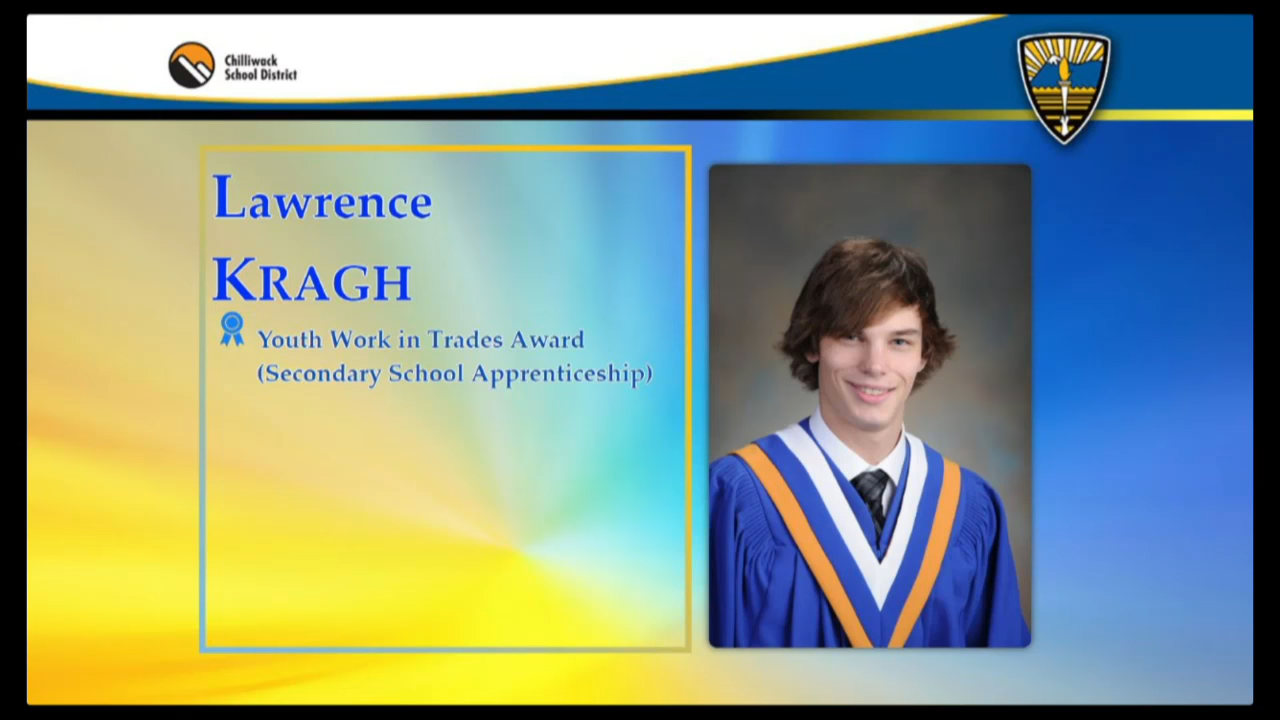 Chilliwack
School District
Lawrence
KRAGH
Youth Work in Trades Award
(Secondary School Apprenticeship)